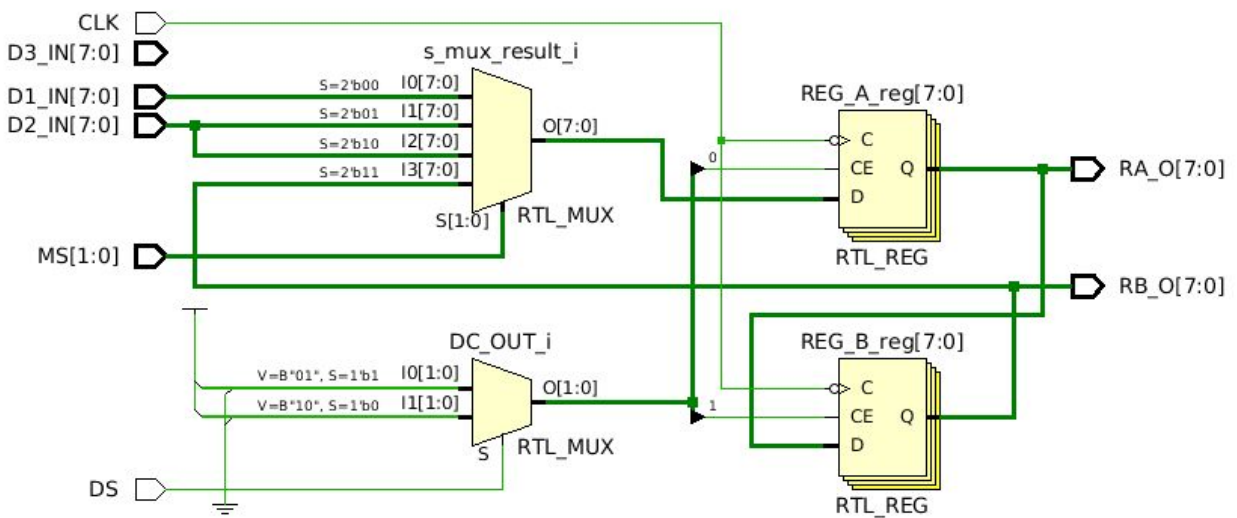 CLK
D3_IN[7:0]
D1_IN[7:0]
D2_IN[7:0]
MS[1:0]
DS
s_mux_result_i
S=2'b00 I0[7:0]
S=2'b01 I1[7:0]
S=2'b10 I2[7:0]
S=2'b11 I3[7:0]
O[7:0]
S[1:0]
RTL_MUX
DC_OUT_i
V=B"01", S=1'b1 I0[1:0]
V=B"10", S=1'b0 I1[1:0]
O[1:0]
S
RTL_MUX
0
1
REG_A_reg[7:0]
C
CE Q
D
RTL_REG
REG_B_reg[7:0]
C
CE Q
D
RTL_REG
RA_O[7:0]
RB_O[7:0]